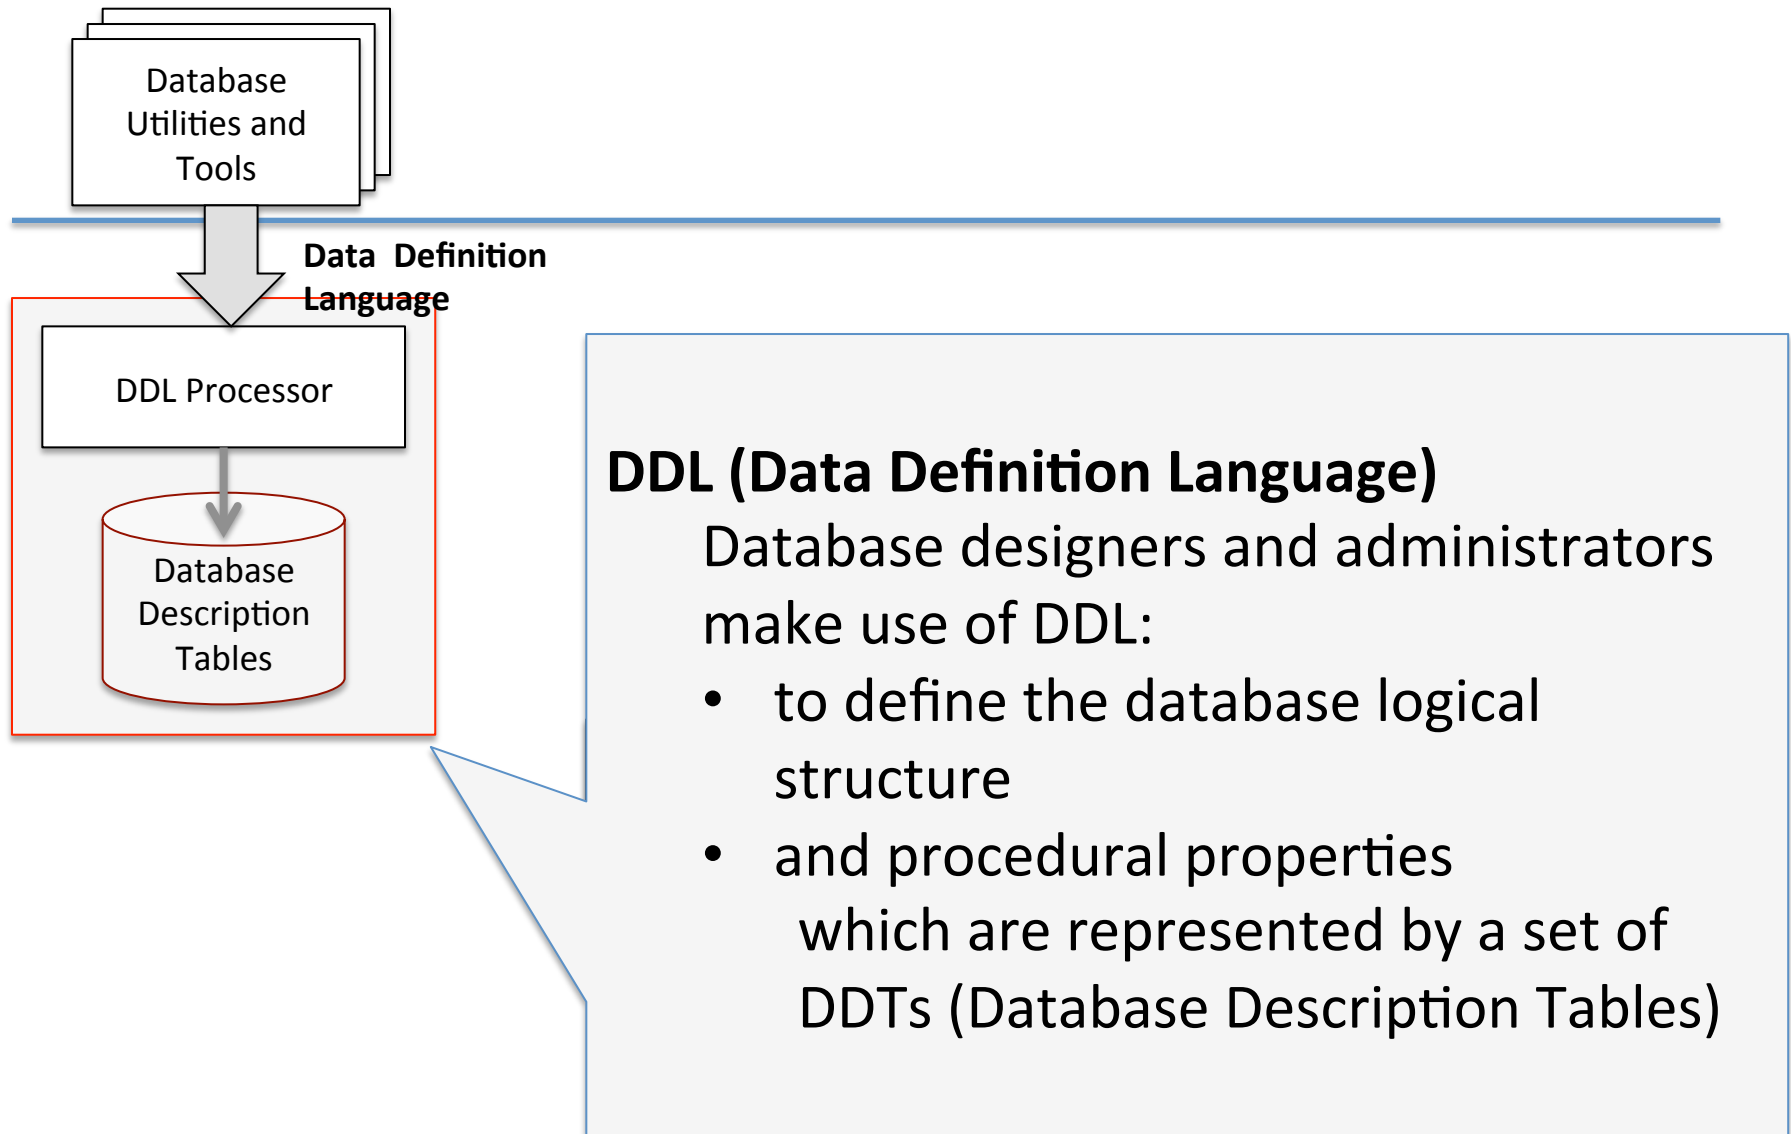 Database
Utilities and
Tools
Data Definition
Language
DDL Processor
Database
Description
Tables
DDL (Data Definition Language)
Database designers and administrators
make use of DDL:
• to define the database logical
structure
• and procedural properties
which are represented by a set of
DDTs (Database Description Tables)